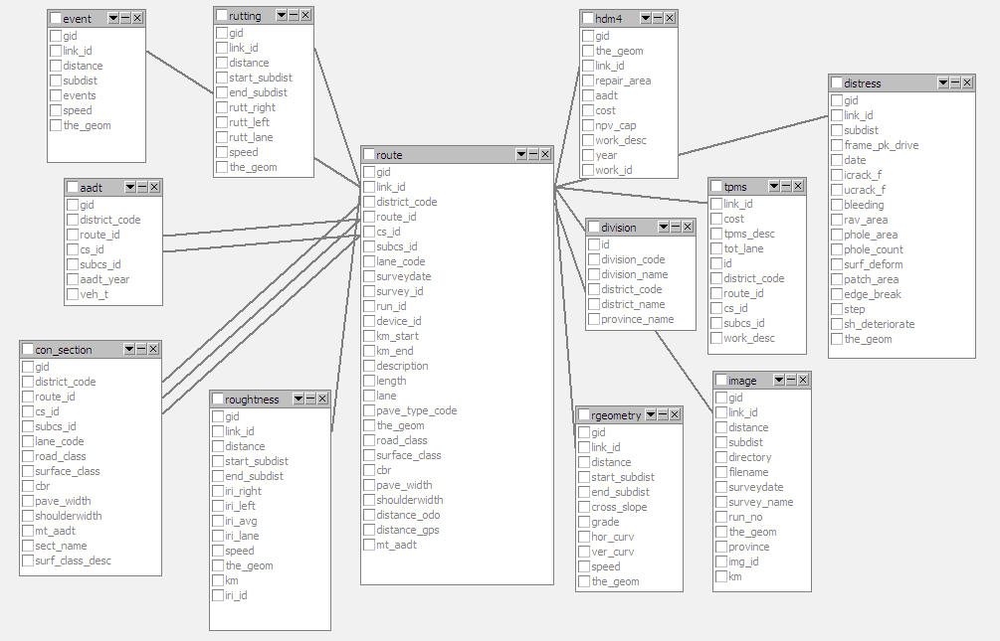 event
gid
link_id
distance
subdist
events
speed
the_geom
rutting
gid
link_id
distance
start_subdist
end_subdist
rutt_right
rutt_left
rutt_lane
speed
the_geom
hdm4
gid
the_geom
link_id
repair_area
aadt
cost
npv_cap
work_desc
year
work_id
distress
gid
link_id
subdist
frame_pk_drive
date
icrack_f
ucrack_f
bleeding
rav_area
phole_area
phole_count
surf_deform
patch_area
edge_break
step
sh_deteriorate
the_geom
aadt
gid
district_code
route_id
cs_id
subcs_id
aadt_year
veh_t
route
gid
link_id
district_code
route_id
cs_id
subcs_id
lane_code
surveydate
survey_id
run_id
device_id
km_start
km_end
description
length
lane
pave_type_code
the_geom
road_class
surface_class
cbr
pave_width
shoulderwidth
distance_odo
distance_gps
mt_aadt
division
id
division_code
division_name
district_code
district_name
province_name
tpms
link_id
cost
tpms_desc
tot_lane
id
district_code
route_id
cs_id
subcs_id
work_desc
con_section
gid
district_code
route_id
cs_id
subcs_id
lane_code
road_class
surface_class
cbr
pave_width
shoulderwidth
mt_aadt
sect_name
surf_class_desc
roughtness
gid
link_id
distance
start_subdist
end_subdist
iri_right
iri_left
iri_avg
iri_lane
speed
the_geom
km
iri_id
rgeometry
gid
link_id
distance
start_subdist
end_subdist
cross_slope
grade
hor_curv
ver_curv
speed
the_geom
image
gid
link_id
distance
subdist
directory
filename
surveydate
survey_name
run_no
the_geom
province
img_id
km